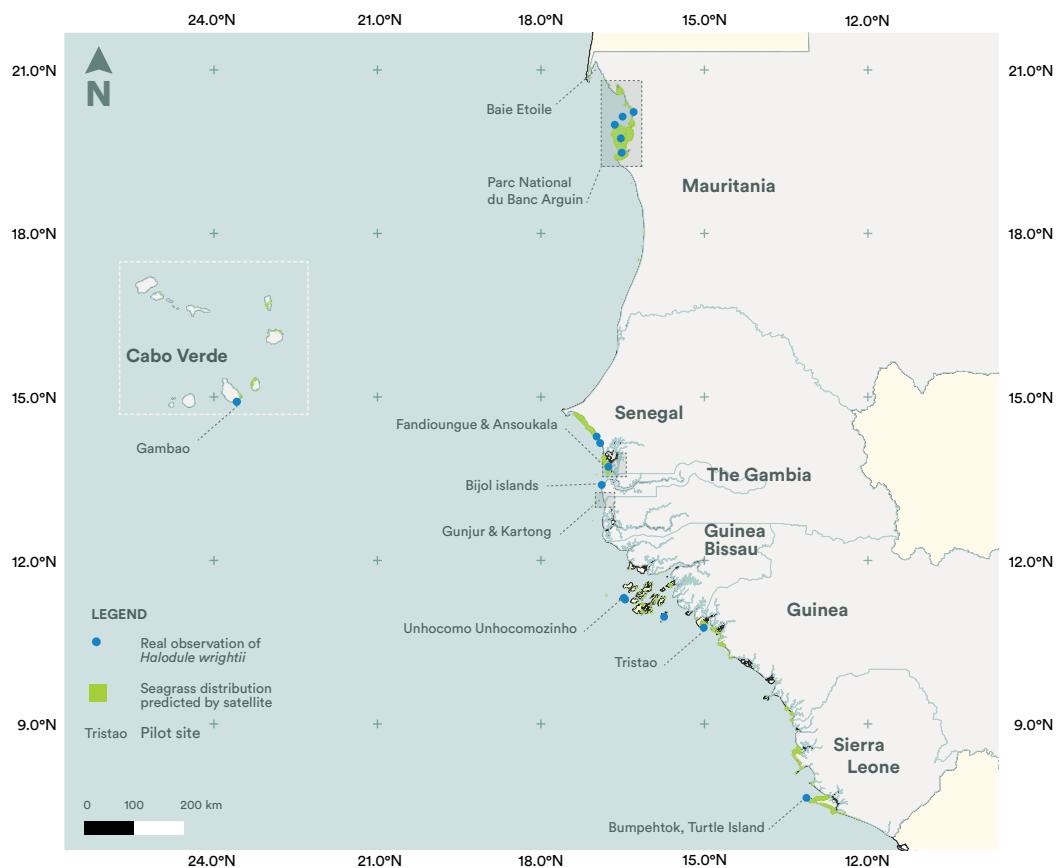 24.0°N 21.0°N 18.0°N 15.0°N 12.0°N
21.0°N 21.0°N
N
Baie Etoile
Parc National
du Banc Arguin
Mauritania
18.0°N 18.0°N
Cabo Verde
15.0°N 15.0°N
Gambao
Senegal
Fandioungue & Ansoukala
The Gambia
Bijol islands
Gunjur & Kartong
Guinea
Bissau
12.0°N 12.0°N
Guinea
Unhocomo Unhocomozinho
Tristao
LEGEND
Real observation of
Halodule wrightii
Seagrass distribution
predicted by satellite
Tristao Pilot site
9.0°N 9.0°N
Sierra
Leone
0 100 200 km
Bumpehtok, Turtle Island
24.0°N 21.0°N 18.0°N 15.0°N 12.0°N